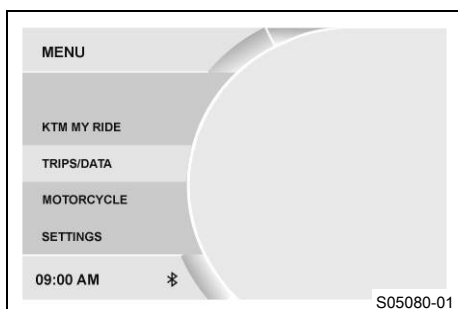 MENU
KTM MY RIDE
TRIPS/DATA
MOTORCYCLE
SETTINGS
09:00 AM
S05080-01